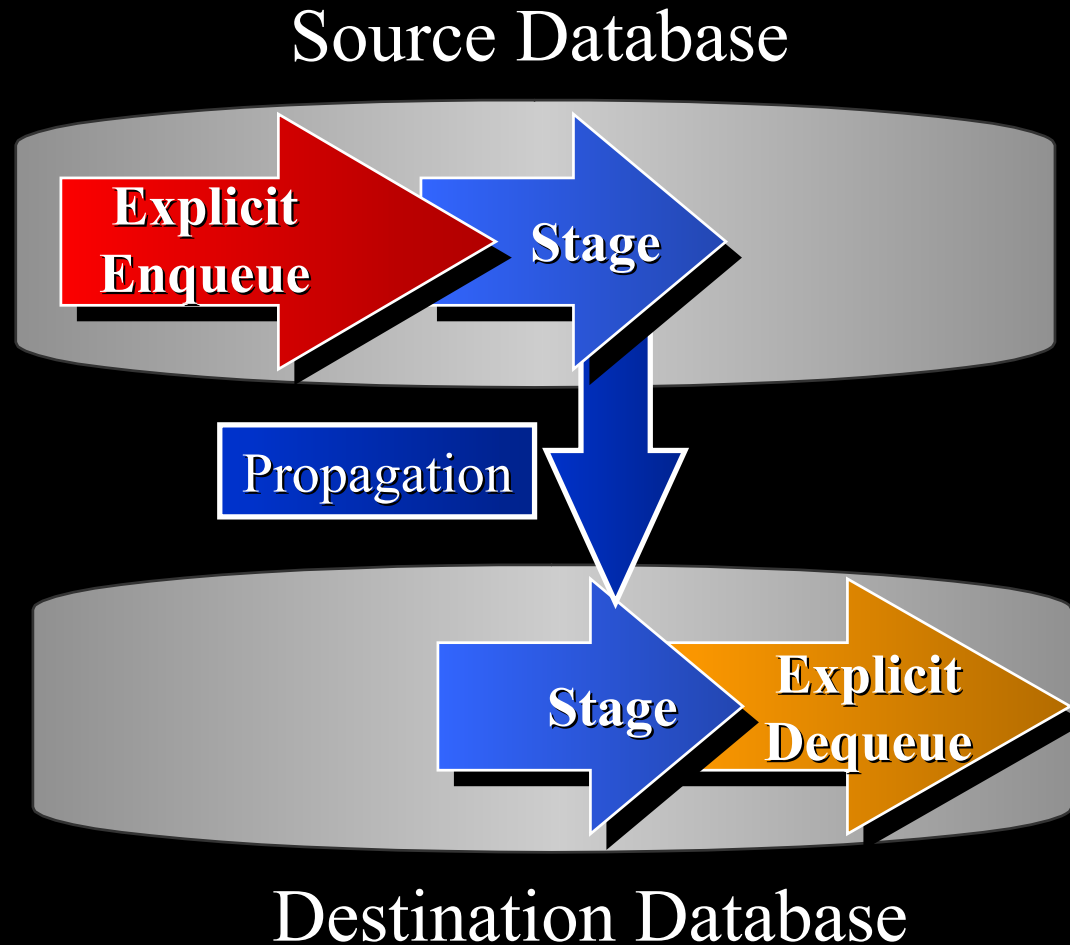 Source Database
Explicit
Enqueue
Stage
Propagation
Stage
Explicit
Dequeue
Destination Database